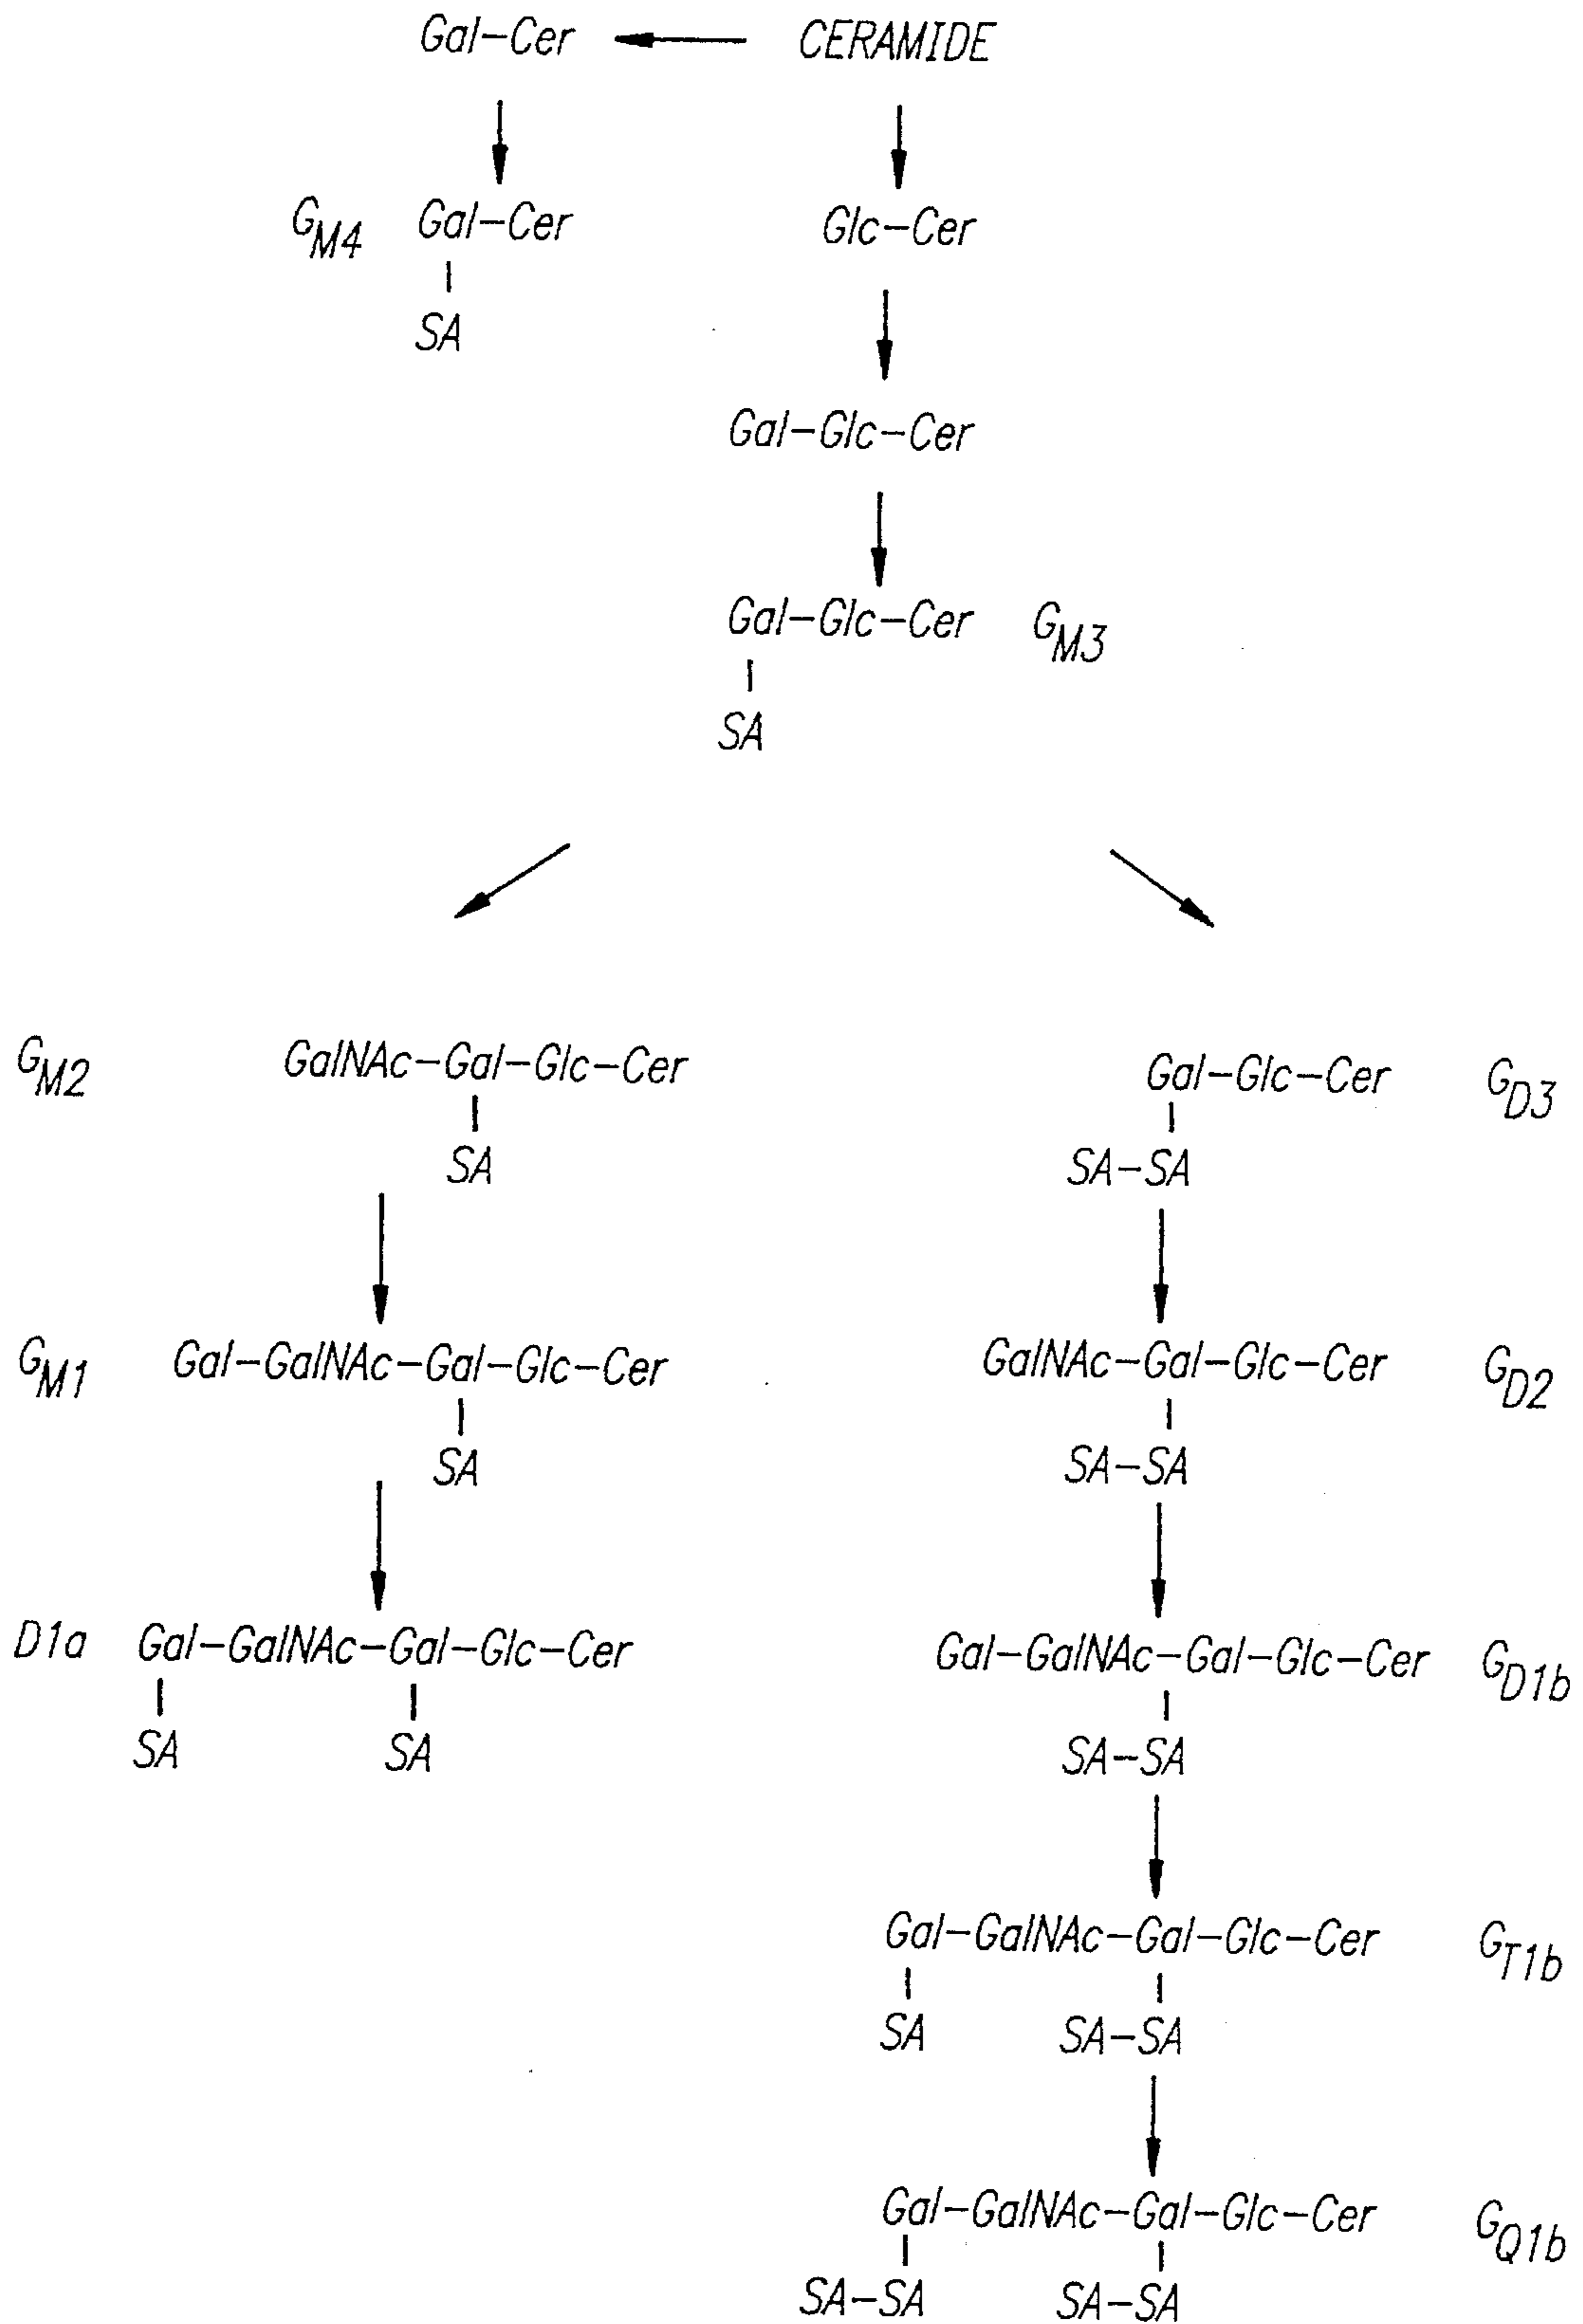 Gal-Cer CERAMIDE
GM4 Gal-Cer Glc-Cer
SA
Gal-Glc-Cer
Gal-Glc-Cer GM3
SA
GM2 GalNAc-Gal-Glc-Cer Gal-Glc-Cer GD3
SA SA-SA
GM1 Gal-GalNAc-Gal-Glc-Cer GalNAc-Gal-Glc-Cer GD2
SA SA-SA
D1a Gal-GalNAc-Gal-Glc-Cer Gal-GalNAc-Gal-Glc-Cer GD1b
SA SA SA-SA
Gal-GalNAc-Gal-Glc-Cer GT1b
SA SA-SA
Gal-GalNAc-Gal-Glc-Cer GQ1b
SA-SA SA-SA